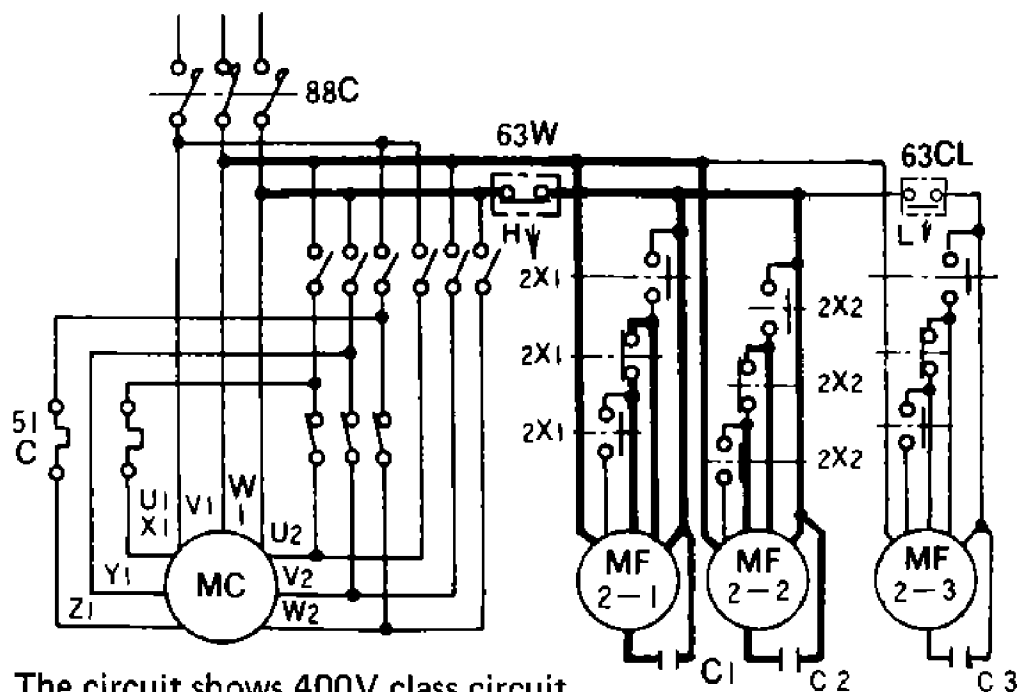 88C
63W
63CL
H
L
2X1
2X2
2X1
2X2
2X1
2X2
51
C
U1
X1
V1
W
1
U2
Y1
MC
V2
Z1
W2
MF
2-1
MF
2-2
MF
2-3
C1
C2
C3
The circuit shows 400V class circuit